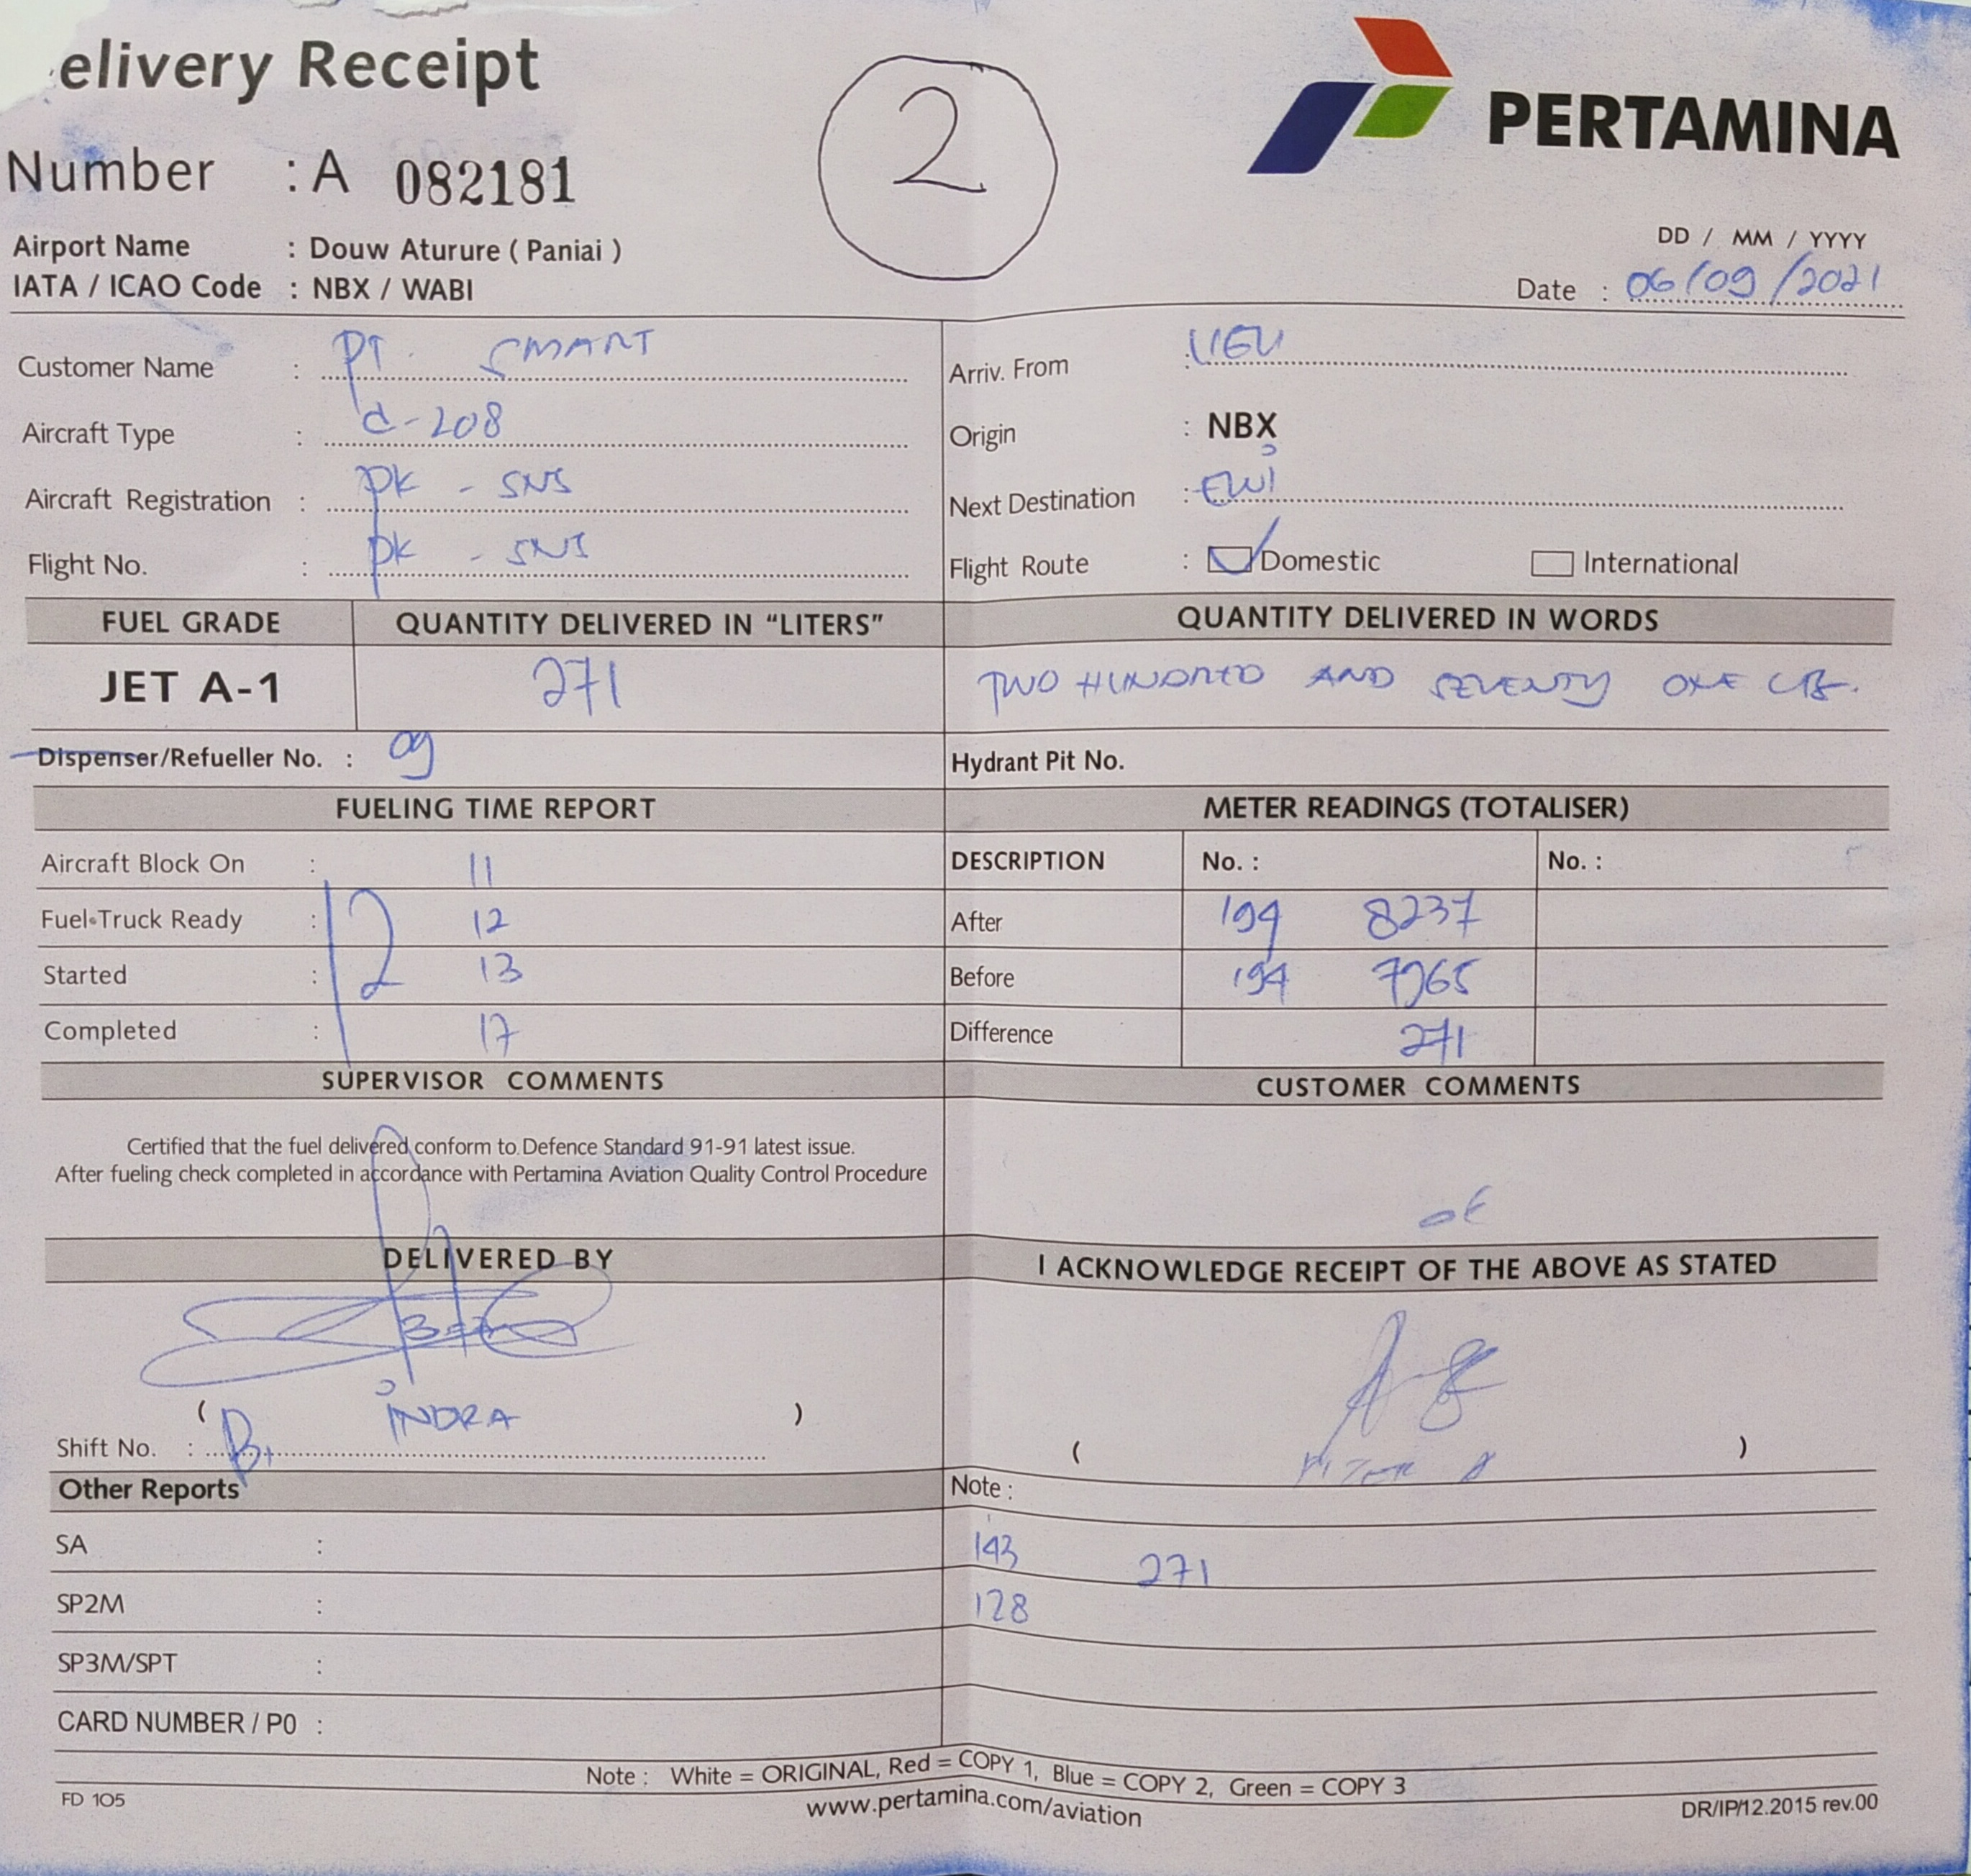 elivery Receipt
2
PERTAMINA
Number : A 082181
Airport Name : Douw Aturure ( Paniai )
IATA / ICAO Code : NBX / WABI
DD / MM / YYYY
Date : 06/09/2021
Customer Name : PT. SMART
Arriv. From :
Aircraft Type : C-208
Origin : NBX
Aircraft Registration : PK - SNS
Next Destination : EWI
Flight No. : PK - SNS
Flight Route : Domestic International
FUEL GRADE QUANTITY DELIVERED IN “LITERS” QUANTITY DELIVERED IN WORDS
JET A-1 271 TWO HUNDRED AND SEVENTY ONE
Dispenser/Refueller No. : 09 Hydrant Pit No.
FUELING TIME REPORT METER READINGS (TOTALISER)
Aircraft Block On : 11 DESCRIPTION No. : No. :
Fuel-Truck Ready : 12 12 After 194 8237
Started : 13 Before 194 7965
Completed : 17 Difference 271
SUPERVISOR COMMENTS CUSTOMER COMMENTS
Certified that the fuel delivered conform to Defence Standard 91-91 latest issue.
After fueling check completed in accordance with Pertamina Aviation Quality Control Procedure
DELIVERED BY I ACKNOWLEDGE RECEIPT OF THE ABOVE AS STATED
( INDRA ) ( )
Shift No. :
Other Reports Note :
SA : 143 271
SP2M : 128
SP3M/SPT :
CARD NUMBER / P0 :
Note : White = ORIGINAL, Red = COPY 1, Blue = COPY 2, Green = COPY 3
FD 105 www.pertamina.com/aviation DR/IP/12.2015 rev.00